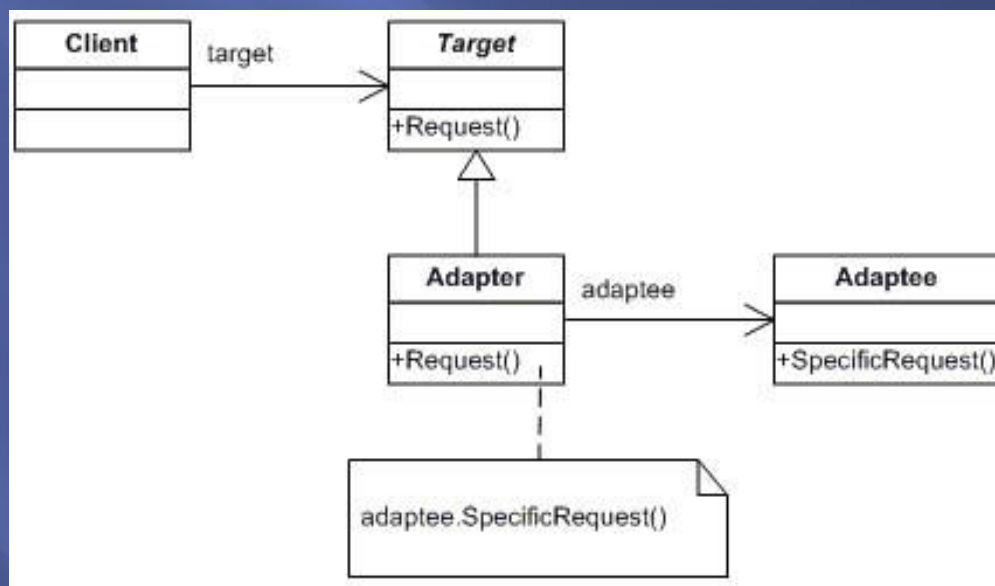 Client
target
Target
+Request()
Adapter
adaptee
Adaptee
+Request()
+SpecificRequest()
adaptee.SpecificRequest()